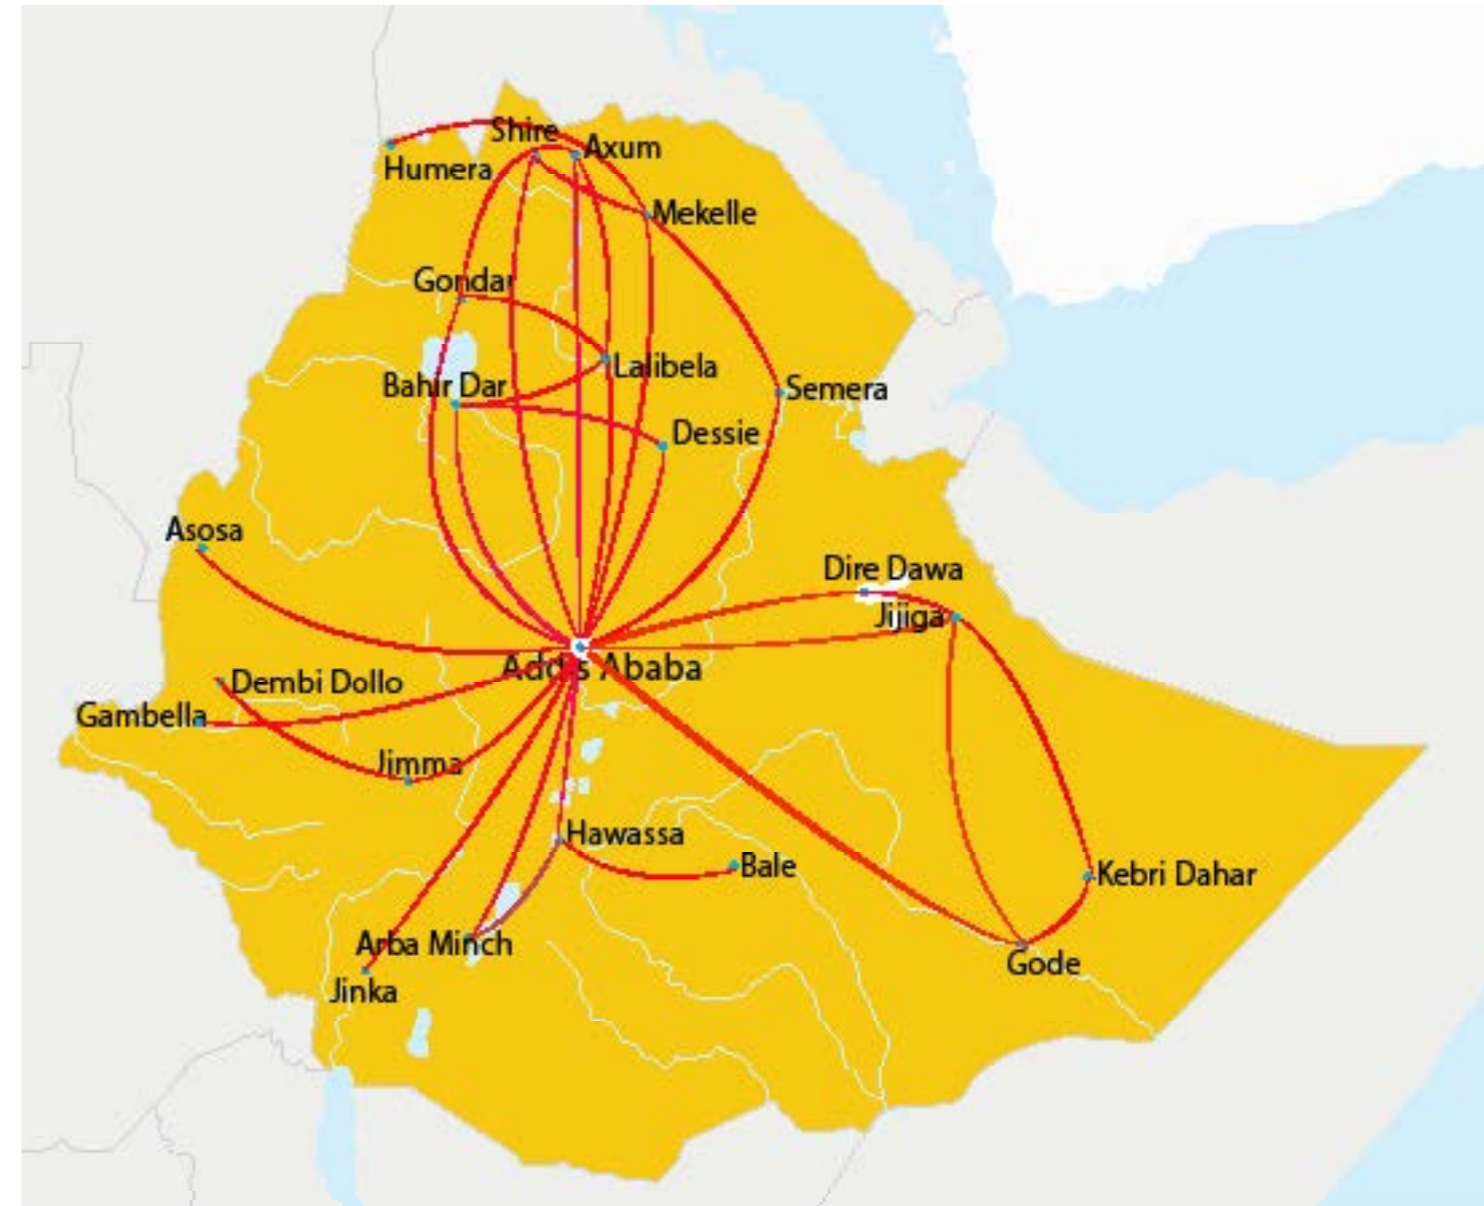 Shire
Axum
Humera
Mekelle
Gondar
Lalibela
Bahir Dar
Semera
Dessie
Asosa
Dire Dawa
Jijiga
Addis Ababa
Dembi Dollo
Gambella
Jimma
Hawassa
Bale
Kebri Dahar
Arba Minch
Gode
Jinka